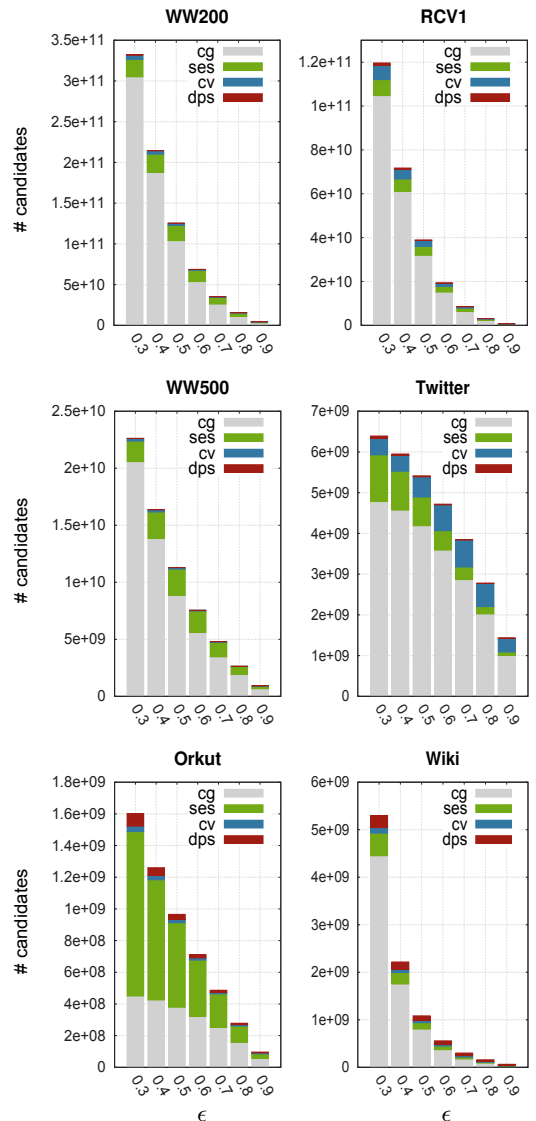 WW200
# candidates
3.5e+11
3e+11
2.5e+11
2e+11
1.5e+11
1e+11
5e+10
0
cg
ses
cv
dps
0.3
0.4
0.5
0.6
0.7
0.8
0.9
RCV1
1.2e+11
1e+11
8e+10
6e+10
4e+10
2e+10
0
cg
ses
cv
dps
0.3
0.4
0.5
0.6
0.7
0.8
0.9
WW500
# candidates
2.5e+10
2e+10
1.5e+10
1e+10
5e+09
0
cg
ses
cv
dps
0.3
0.4
0.5
0.6
0.7
0.8
0.9
Twitter
7e+09
6e+09
5e+09
4e+09
3e+09
2e+09
1e+09
0
cg
ses
cv
dps
0.3
0.4
0.5
0.6
0.7
0.8
0.9
Orkut
# candidates
1.8e+09
1.6e+09
1.4e+09
1.2e+09
1e+09
8e+08
6e+08
4e+08
2e+08
0
cg
ses
cv
dps
0.3
0.4
0.5
0.6
0.7
0.8
0.9
ϵ
Wiki
6e+09
5e+09
4e+09
3e+09
2e+09
1e+09
0
cg
ses
cv
dps
0.3
0.4
0.5
0.6
0.7
0.8
0.9
ϵ